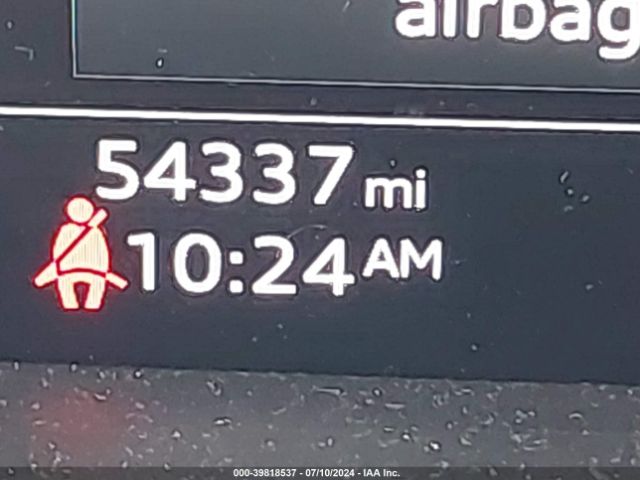 airbag
54337 mi
10:24 AM
000-39818537 - 07/10/2024 - IAA Inc.